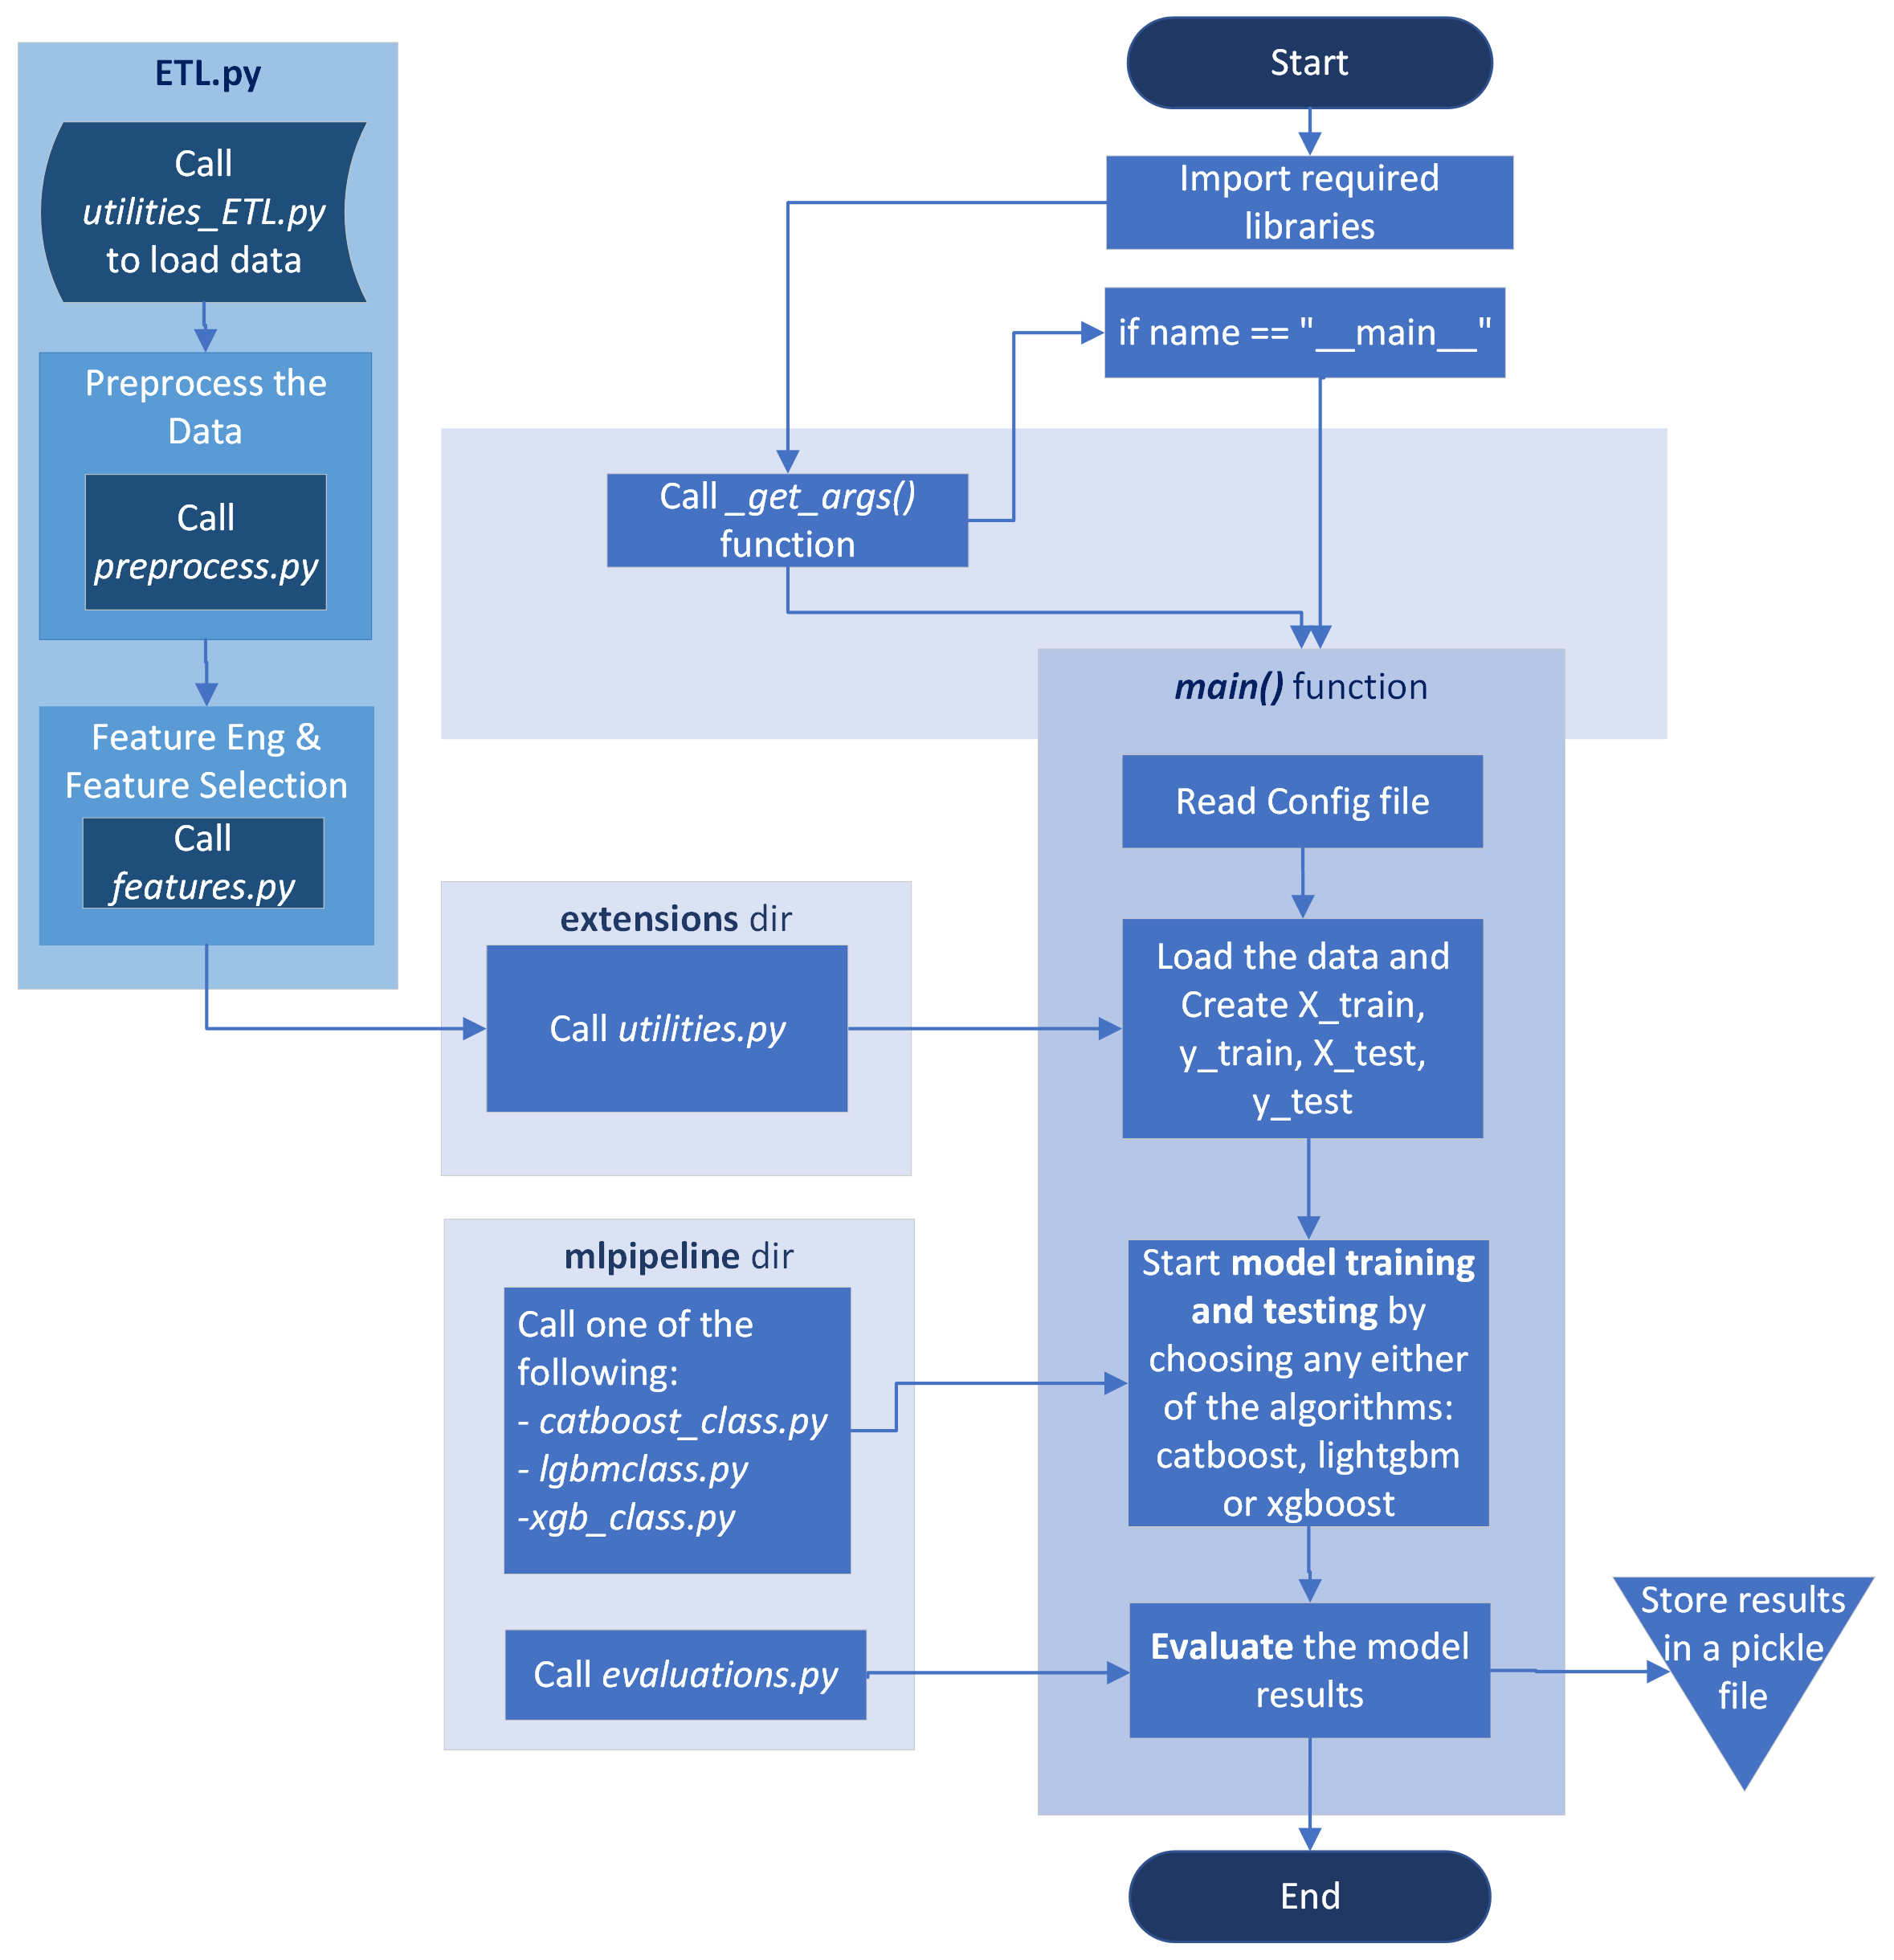 ETL.py
Call
utilities_ETL.py
to load data
Preprocess the
Data
Call
preprocess.py
Feature Eng &
Feature Selection
Call
features.py
Start
Import required
libraries
if name == "__main__"
Call _get_args()
function
main() function
Read Config file
extensions dir
Call utilities.py
Load the data and
Create X_train,
y_train, X_test,
y_test
mlpipeline dir
Call one of the
following:
- catboost_class.py
- lgbmclass.py
-xgb_class.py
Start model training
and testing by
choosing any either
of the algorithms:
catboost, lightgbm
or xgboost
Call evaluations.py
Evaluate the model
results
Store results
in a pickle
file
End